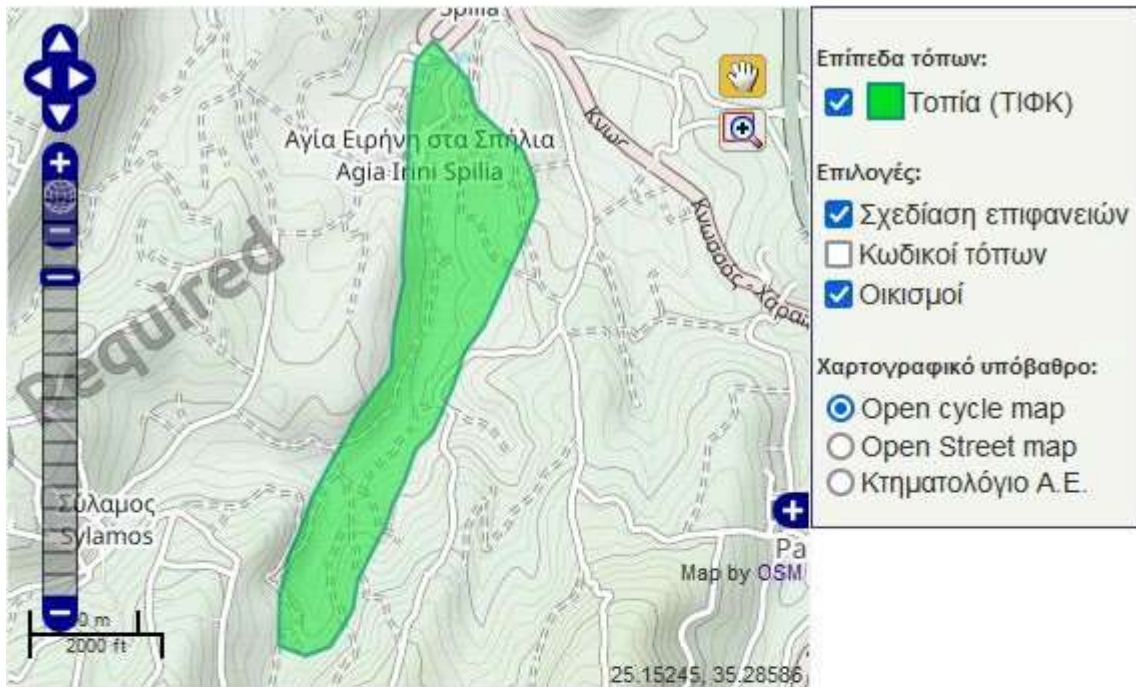 Spilia
Αγία Ειρήνη στα Σπήλια
Agia Irini Spilia
Κνως
Κνωσσός - Χαραι
Required
Σύλαμος
Sylamos
Pa
Map by OSM
0 m
2000 ft
25.15245, 35.28586
Επίπεδα τόπων:
Τοπία (ΤΙΦΚ)
Επιλογές:
Σχεδίαση επιφανειών
Κωδικοί τόπων
Οικισμοί
Χαρτογραφικό υπόβαθρο:
Open cycle map
Open Street map
Κτηματολόγιο Α.Ε.